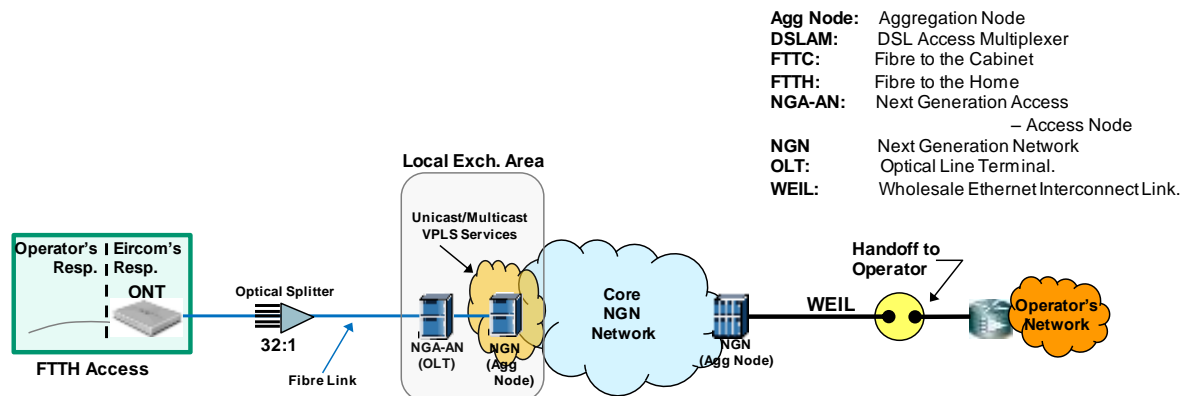 Agg Node: Aggregation Node
DSLAM: DSL Access Multiplexer
FTTC: Fibre to the Cabinet
FTTH: Fibre to the Home
NGA-AN: Next Generation Access
– Access Node
NGN Next Generation Network
OLT: Optical Line Terminal.
WEIL: Wholesale Ethernet Interconnect Link.
Local Exch. Area
Unicast/Multicast
VPLS Services
Operator's
Resp.
Eircom's
Resp.
ONT
FTTH Access
Optical Splitter
32:1
Fibre Link
NGA-AN
(OLT)
NGN
(Agg
Node)
Core
NGN
Network
NGN
(Agg Node)
WEIL
Handoff to
Operator
Operator's
Network